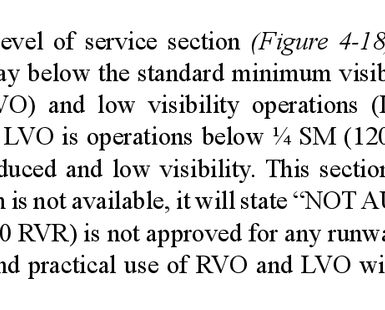 evel of service section (Figure 4-18
ay below the standard minimum visib
VO) and low visibility operations (I
LVO is operations below ¼ SM (120
duced and low visibility. This section
n is not available, it will state “NOT AU
0 RVR) is not approved for any runwa
nd practical use of RVO and LVO wi